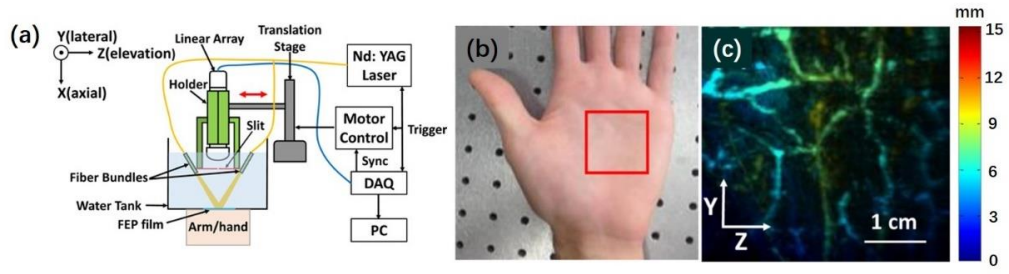 (a)
Y(lateral)
Z(elevation)
X(axial)
Linear Array
Translation
Stage
Nd: YAG
Laser
Holder
Motor
Control
Trigger
Slit
Sync
Fiber Bundles
DAQ
Water Tank
FEP film
Arm/hand
PC
(b)
(c)
Y
Z
1 cm
mm
15
12
9
6
3
0